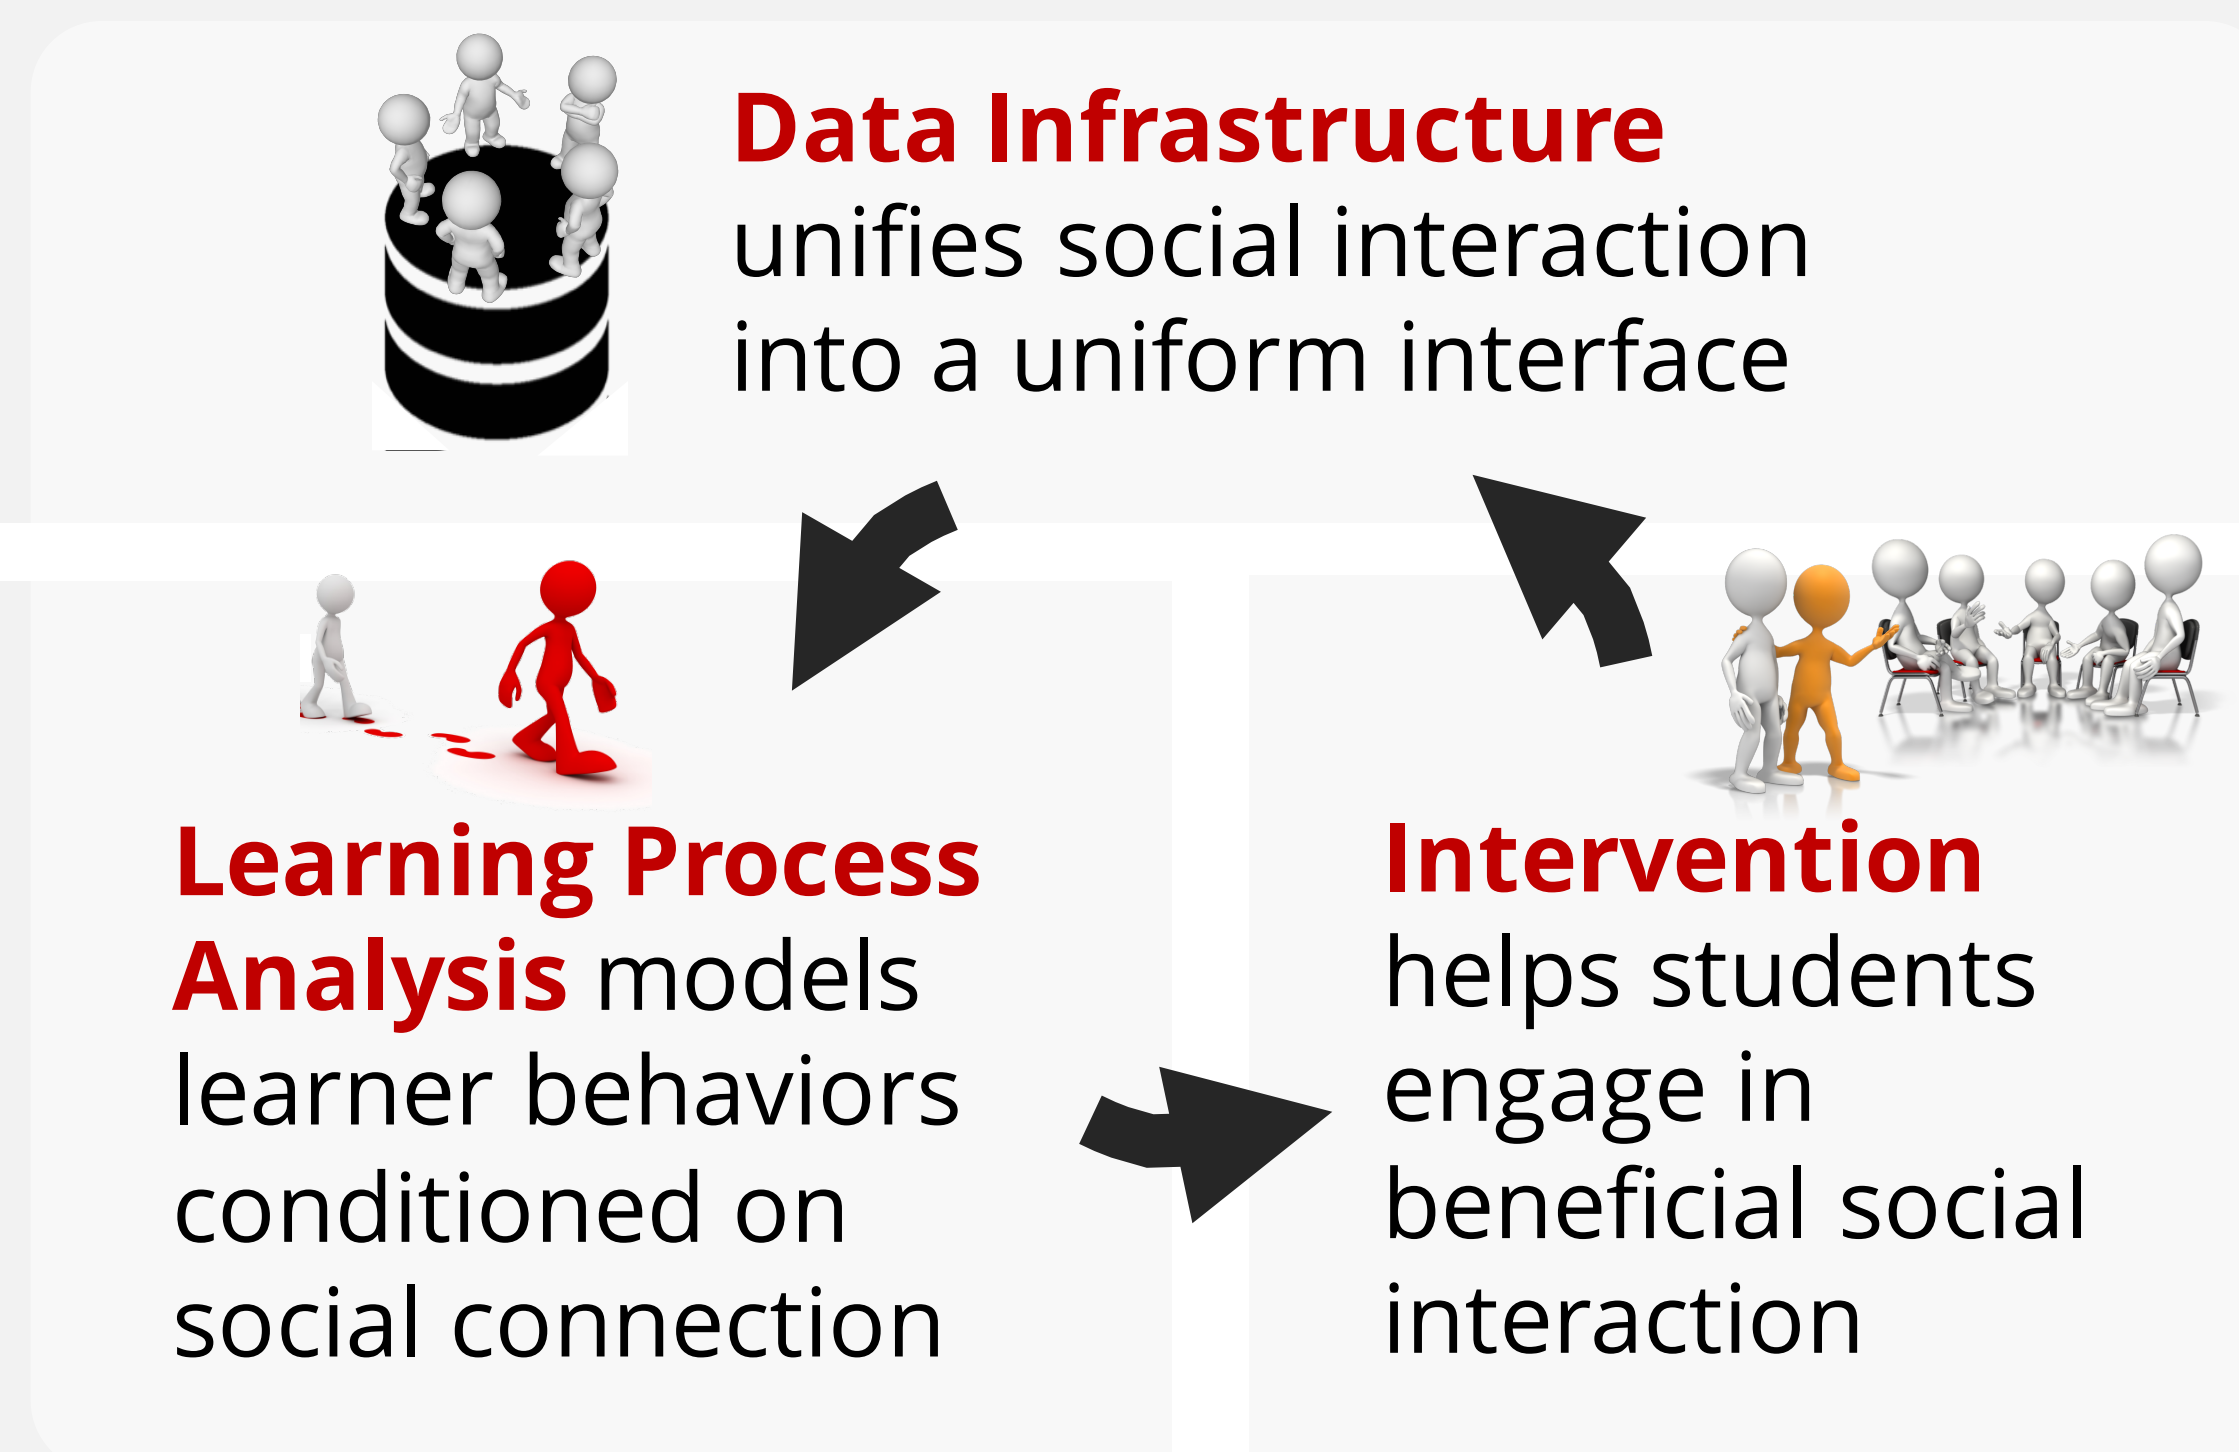 Data Infrastructure
unifies social interaction
into a uniform interface
Learning Process
Analysis models
learner behaviors
conditioned on
social connection
Intervention
helps students
engage in
beneficial social
interaction